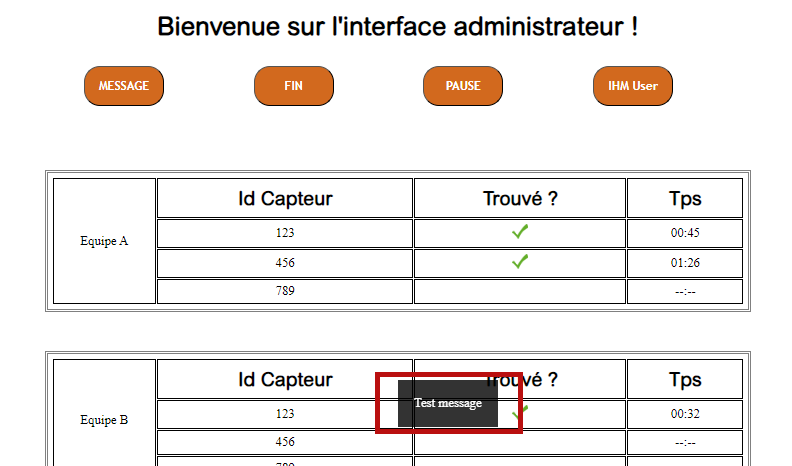 Bienvenue sur l'interface administrateur !
MESSAGE FIN PAUSE IHM User
Id Capteur Trouvé ? Tps
Equipe A
123 00:45
456 01:26
789 --:--
Id Capteur Trouvé ? Tps
Equipe B
123 Test message 00:32
456 --:--
789